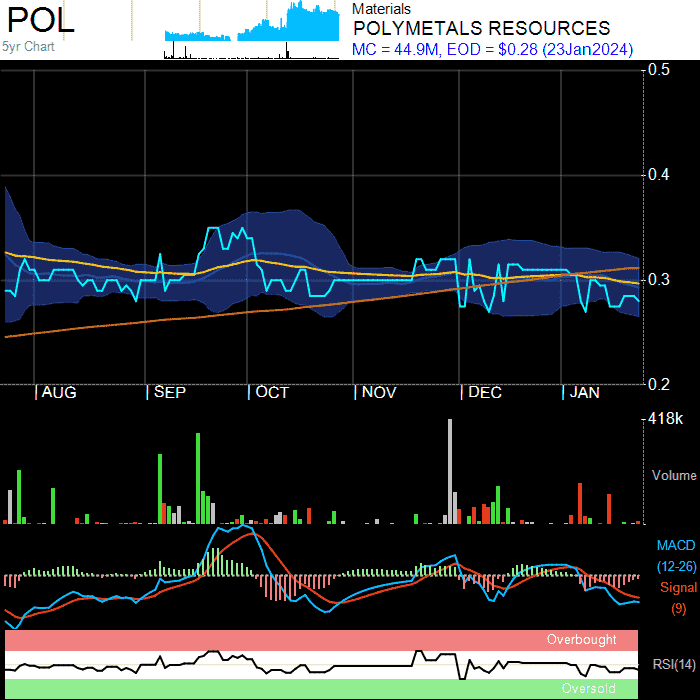 POL
5yr Chart
Materials
POLYMETALS RESOURCES
MC = 44.9M, EOD = $0.28 (23Jan2024)
0.5
0.4
0.3
0.2
| AUG | SEP | OCT | NOV | DEC | JAN
418k
Volume
MACD
(12-26)
Signal
(9)
Overbought
RSI(14)
Oversold